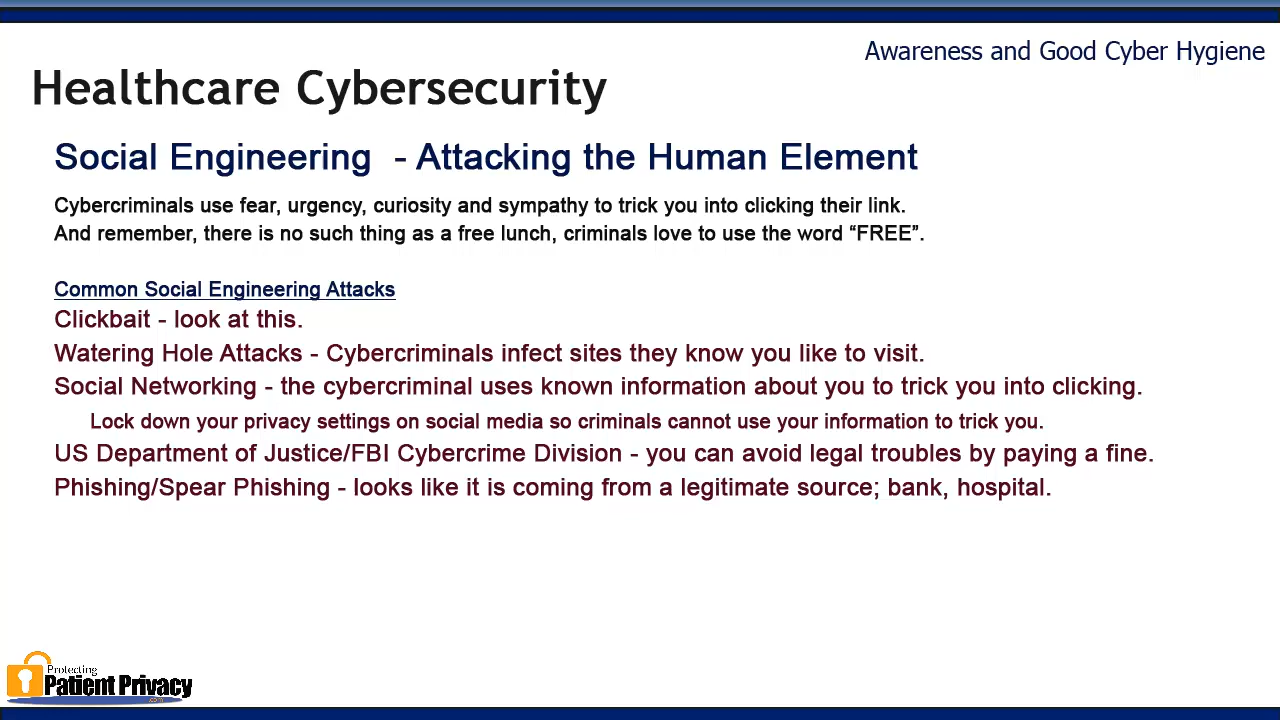 Awareness and Good Cyber Hygiene
Healthcare Cybersecurity
Social Engineering - Attacking the Human Element
Cybercriminals use fear, urgency, curiosity and sympathy to trick you into clicking their link.
And remember, there is no such thing as a free lunch, criminals love to use the word “FREE”.
Common Social Engineering Attacks
Clickbait - look at this.
Watering Hole Attacks - Cybercriminals infect sites they know you like to visit.
Social Networking - the cybercriminal uses known information about you to trick you into clicking.
Lock down your privacy settings on social media so criminals cannot use your information to trick you.
US Department of Justice/FBI Cybercrime Division - you can avoid legal troubles by paying a fine.
Phishing/Spear Phishing - looks like it is coming from a legitimate source; bank, hospital.
Protecting
Patient Privacy
.com